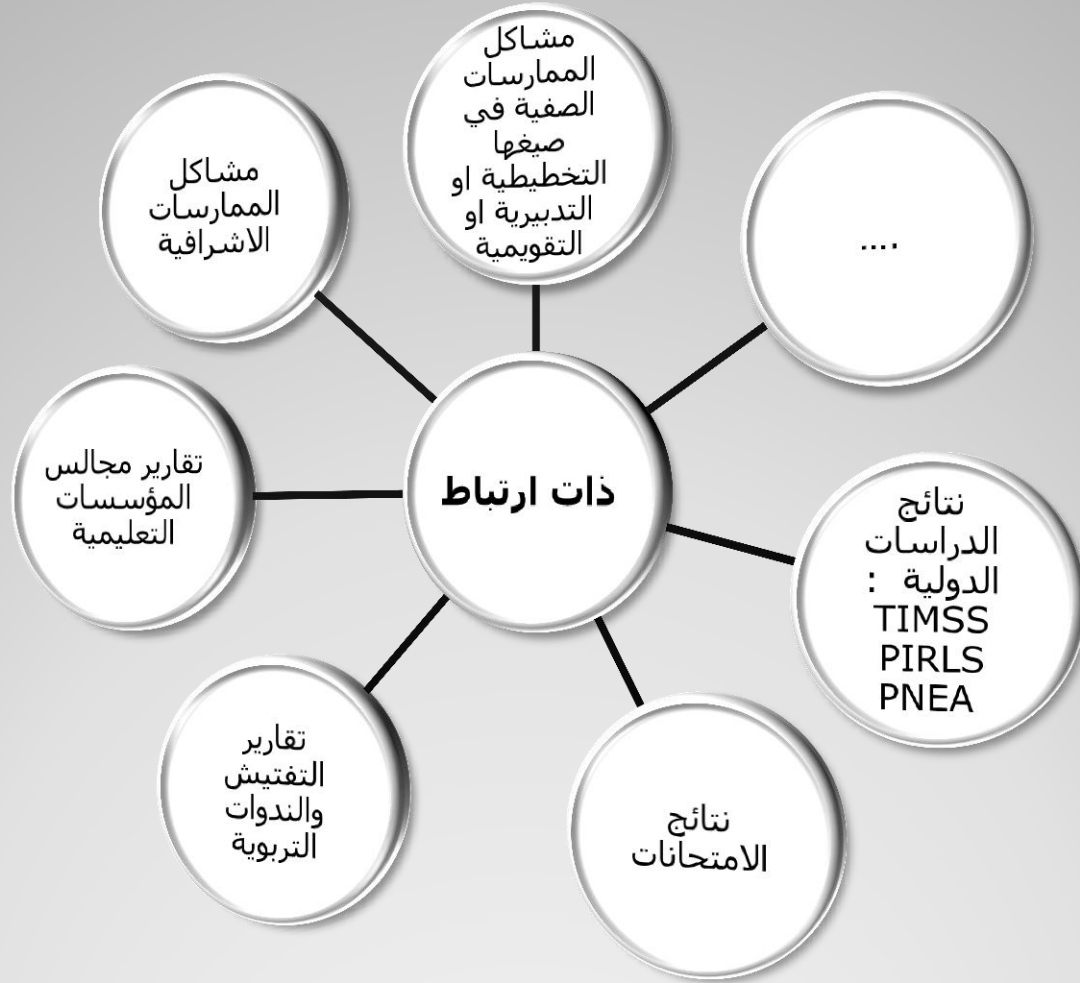 مشاكل
الممارسات
الصفية في
صيغها
التخطيطية او
التدبيرية او
التقويمية
....
نتائج
الدراسات
الدولية :
TIMSS
PIRLS
PNEA
نتائج
الامتحانات
تقارير
التفتيش
والندوات
التربوية
تقارير مجالس
المؤسسات
التعليمية
مشاكل
الممارسات
الاشرافية
ذات ارتباط